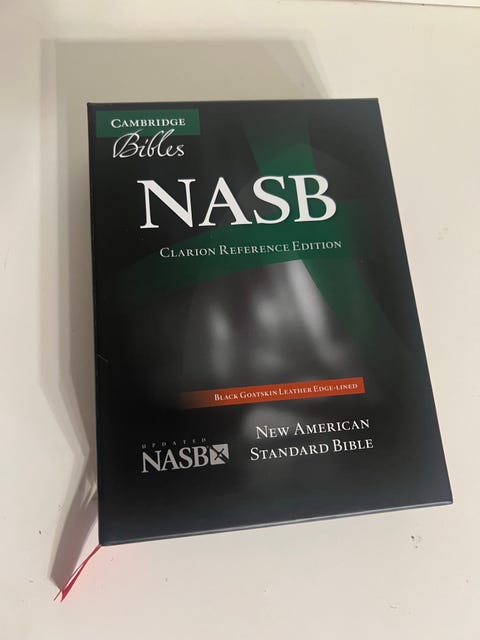 CAMBRIDGE
Bibles
NASB
CLARION REFERENCE EDITION
BLACK GOATSKIN LEATHER EDGE-LINED
UPDATED
NASB
NEW AMERICAN
STANDARD BIBLE